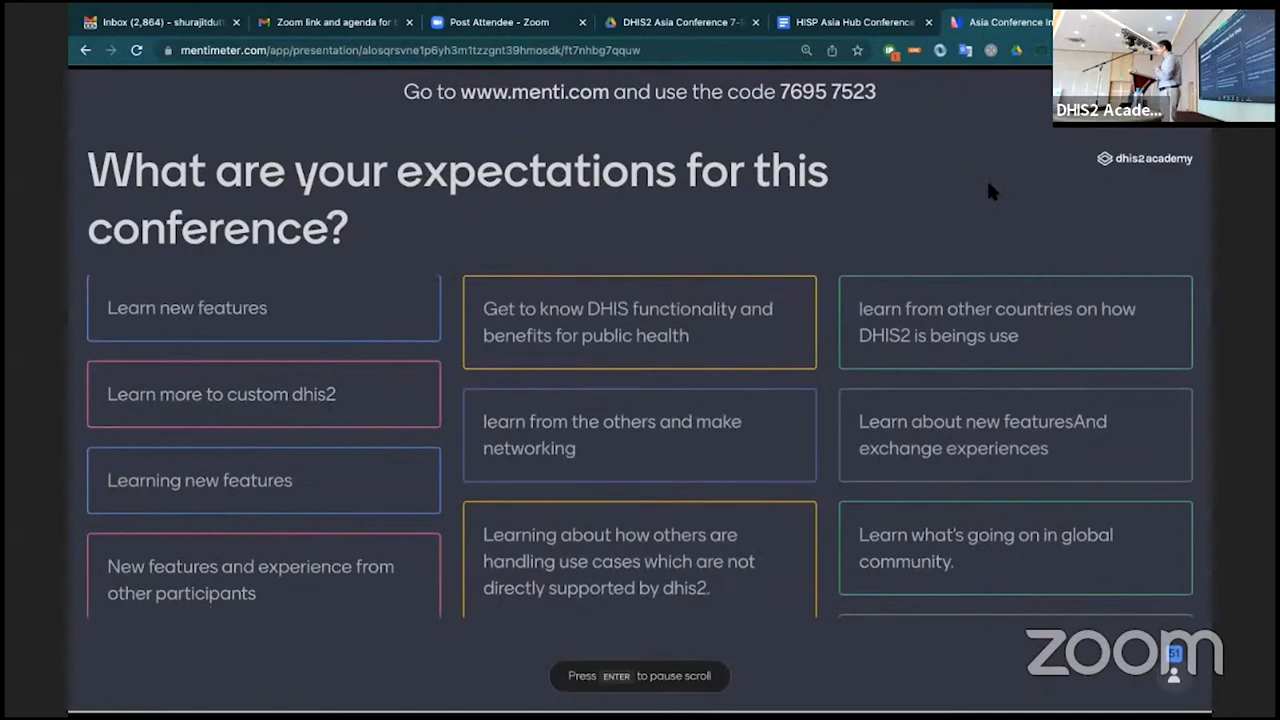 Inbox (2,864) - shurajitdutt
Zoom link and agenda for t
Post Attendee - Zoom
DHIS2 Asia Conference 7-
HiSP Asia Hub Conference
Asia Conference In
mentimeter.com/app/presentation/alosqrsvne1p6yh3m1tzzgnt39hmosdk/ft7nhbg7qquw
DHIS2 Acade...
Go to www.menti.com and use the code 7695 7523
dhis2academy
What are your expectations for this
conference?
Learn new features
Learn more to custom dhis2
Learning new features
New features and experience from
other participants
Get to know DHIS functionality and
benefits for public health
learn from the others and make
networking
Learning about how others are
handling use cases which are not
directly supported by dhis2.
learn from other countries on how
DHIS2 is beings use
Learn about new featuresAnd
exchange experiences
Learn what's going on in global
community.
Press ENTER to pause scroll
zoom
51